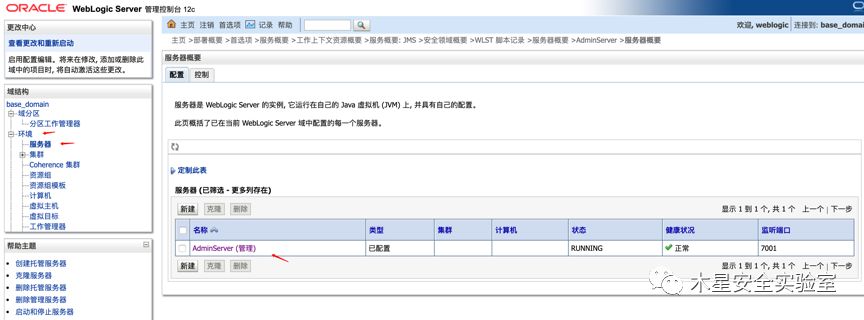 ORACLE WebLogic Server 管理控制台 12c
更改中心
查看更改和重新启动
启用配置编辑。将来在修改, 添加或删除此
域中的项目时, 将自动激活这些更改。
域结构
base_domain
域分区
分区工作管理器
环境
服务器
集群
Coherence 集群
资源组
资源组模板
计算机
虚拟主机
虚拟目标
工作管理器
帮助主题
创建托管服务器
克隆服务器
删除托管服务器
删除管理服务器
启动和停止服务器
主页 注销 首选项 记录 帮助
欢迎, weblogic 连接到: base_domain
主页 >部署概要 >首选项 >服务概要 >工作上下文资源概要 >服务概要: JMS >安全领域概要 >WLST 脚本记录 >服务器概要 >AdminServer >服务器概要
服务器概要
配置 控制
服务器是 WebLogic Server 的实例, 它运行在自己的 Java 虚拟机 (JVM) 上, 并具有自己的配置。
此页概括了已在当前 WebLogic Server 域中配置的每一个服务器。
定制此表
服务器 (已筛选 - 更多列存在)
新建 克隆 删除 显示 1 到 1 个, 共 1 个 上一个 | 下一步
名称 类型 集群 计算机 状态 健康状况 监听端口
AdminServer (管理) 已配置 RUNNING 正常 7001
新建 克隆 删除 显示 1 到 1 个, 共 1 个 上一个 | 下一步
木星安全实验室